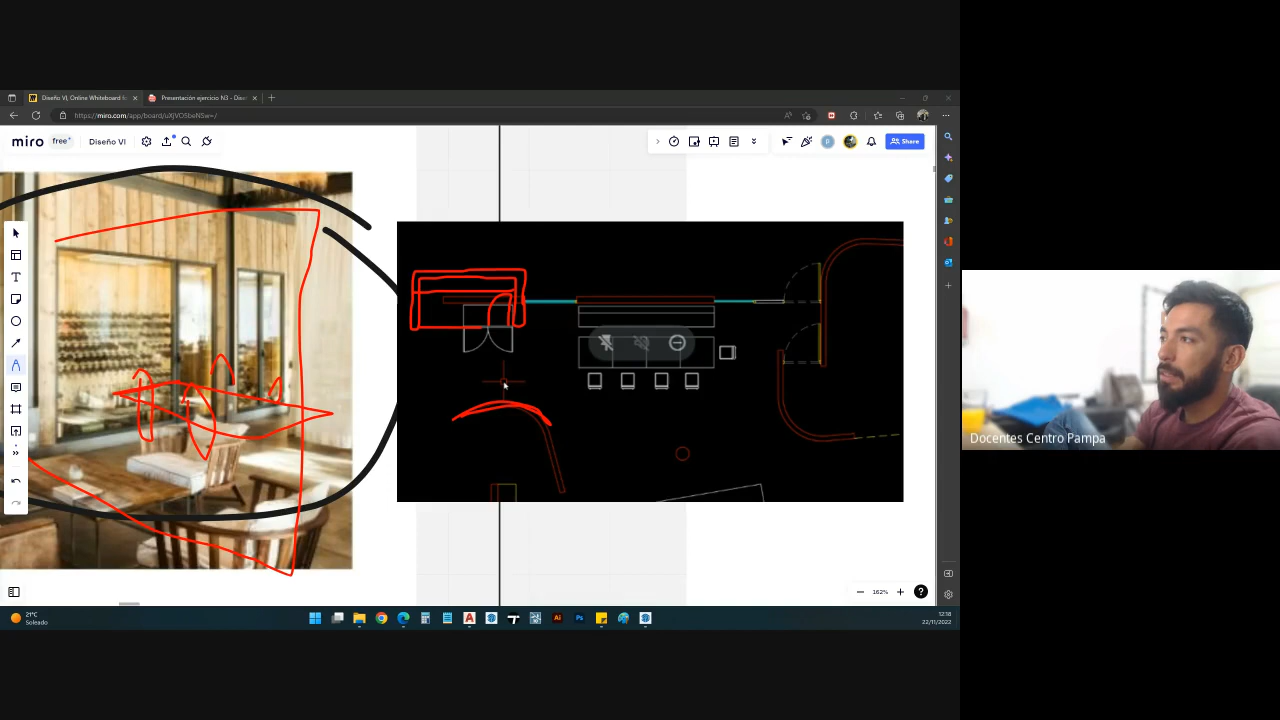 Diseño VI, Online Whiteboard fo
Presentación ejercicio N3 - Dise
https://miro.com/app/board/uXjVO5beNSw=/
miro
free
Diseño VI
Share
Docentes Centro Pampa
162%
21°C
Soleado
12:18
22/11/2022